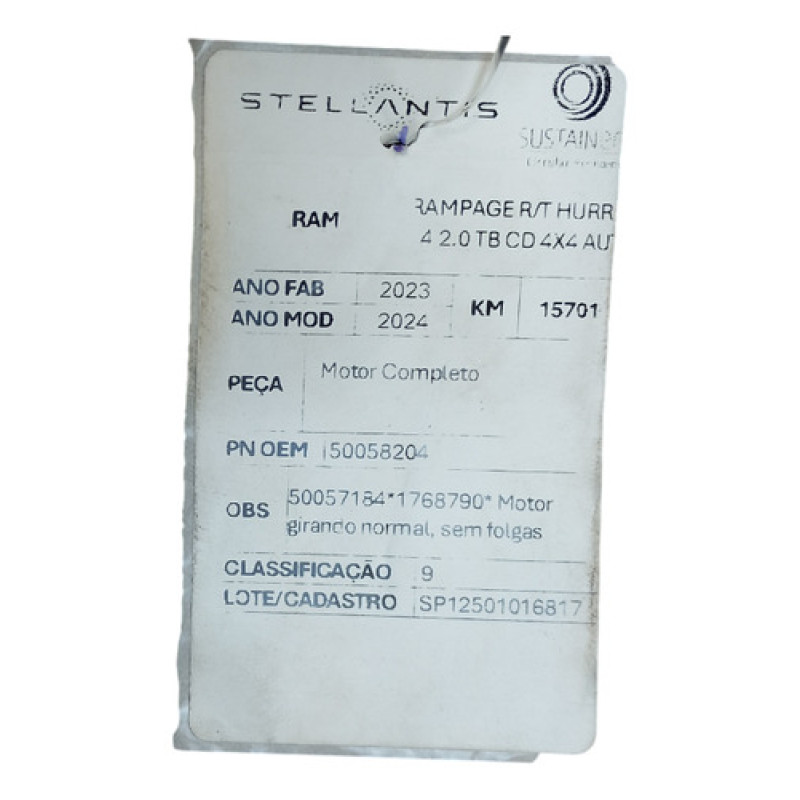 STELLANTIS
SUSTAIN
RAM
RAMPAGE R/T HURR
4 2.0 TB CD 4X4 AUT
ANO FAB 2023
ANO MOD 2024
KM 15701
PEÇA Motor Completo
PN OEM 50058204
OBS 50057184*1768790* Motor
girando normal, sem folgas
CLASSIFICAÇÃO 9
LOTE/CADASTRO SP12501016817